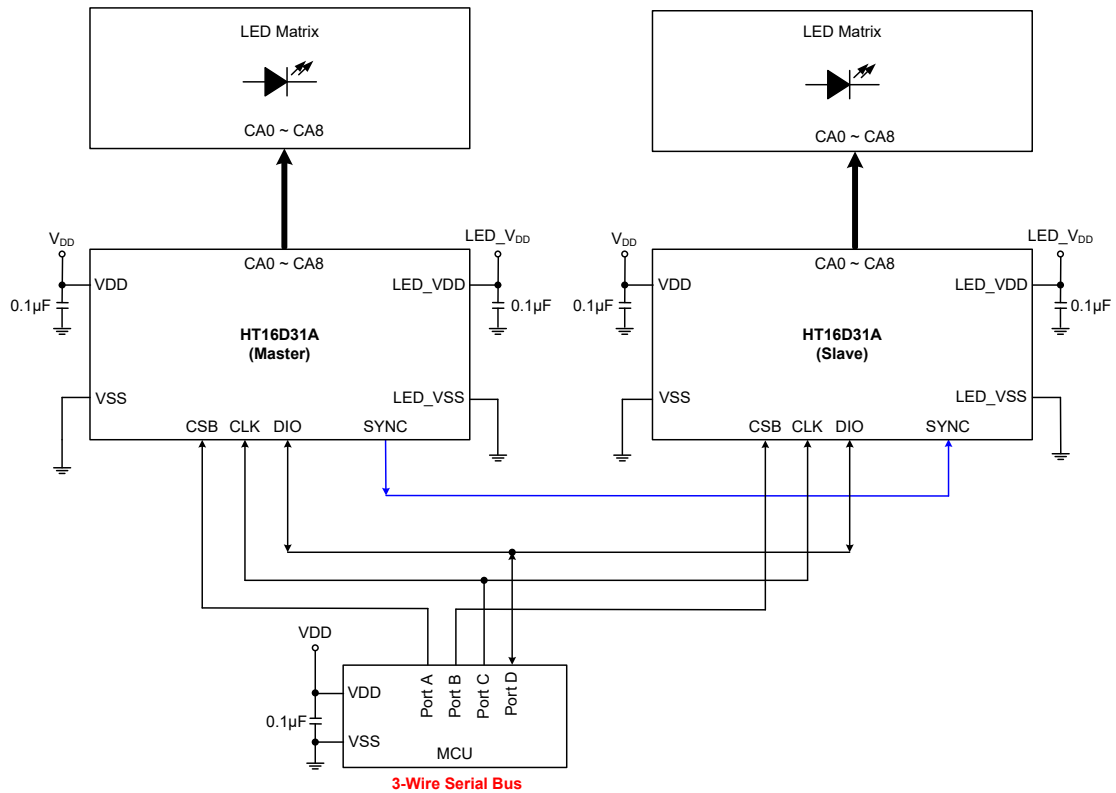 LED Matrix
CA0 ~ CA8
LED Matrix
CA0 ~ CA8
VDD
LED_VDD
CA0 ~ CA8
VDD
LED_VDD
0.1µF
0.1µF
HT16D31A
(Master)
VSS
LED_VSS
CSB
CLK
DIO
SYNC
VDD
LED_VDD
CA0 ~ CA8
VDD
LED_VDD
0.1µF
0.1µF
HT16D31A
(Slave)
VSS
LED_VSS
CSB
CLK
DIO
SYNC
VDD
Port A
Port B
Port C
Port D
VDD
0.1µF
VSS
MCU
3-Wire Serial Bus